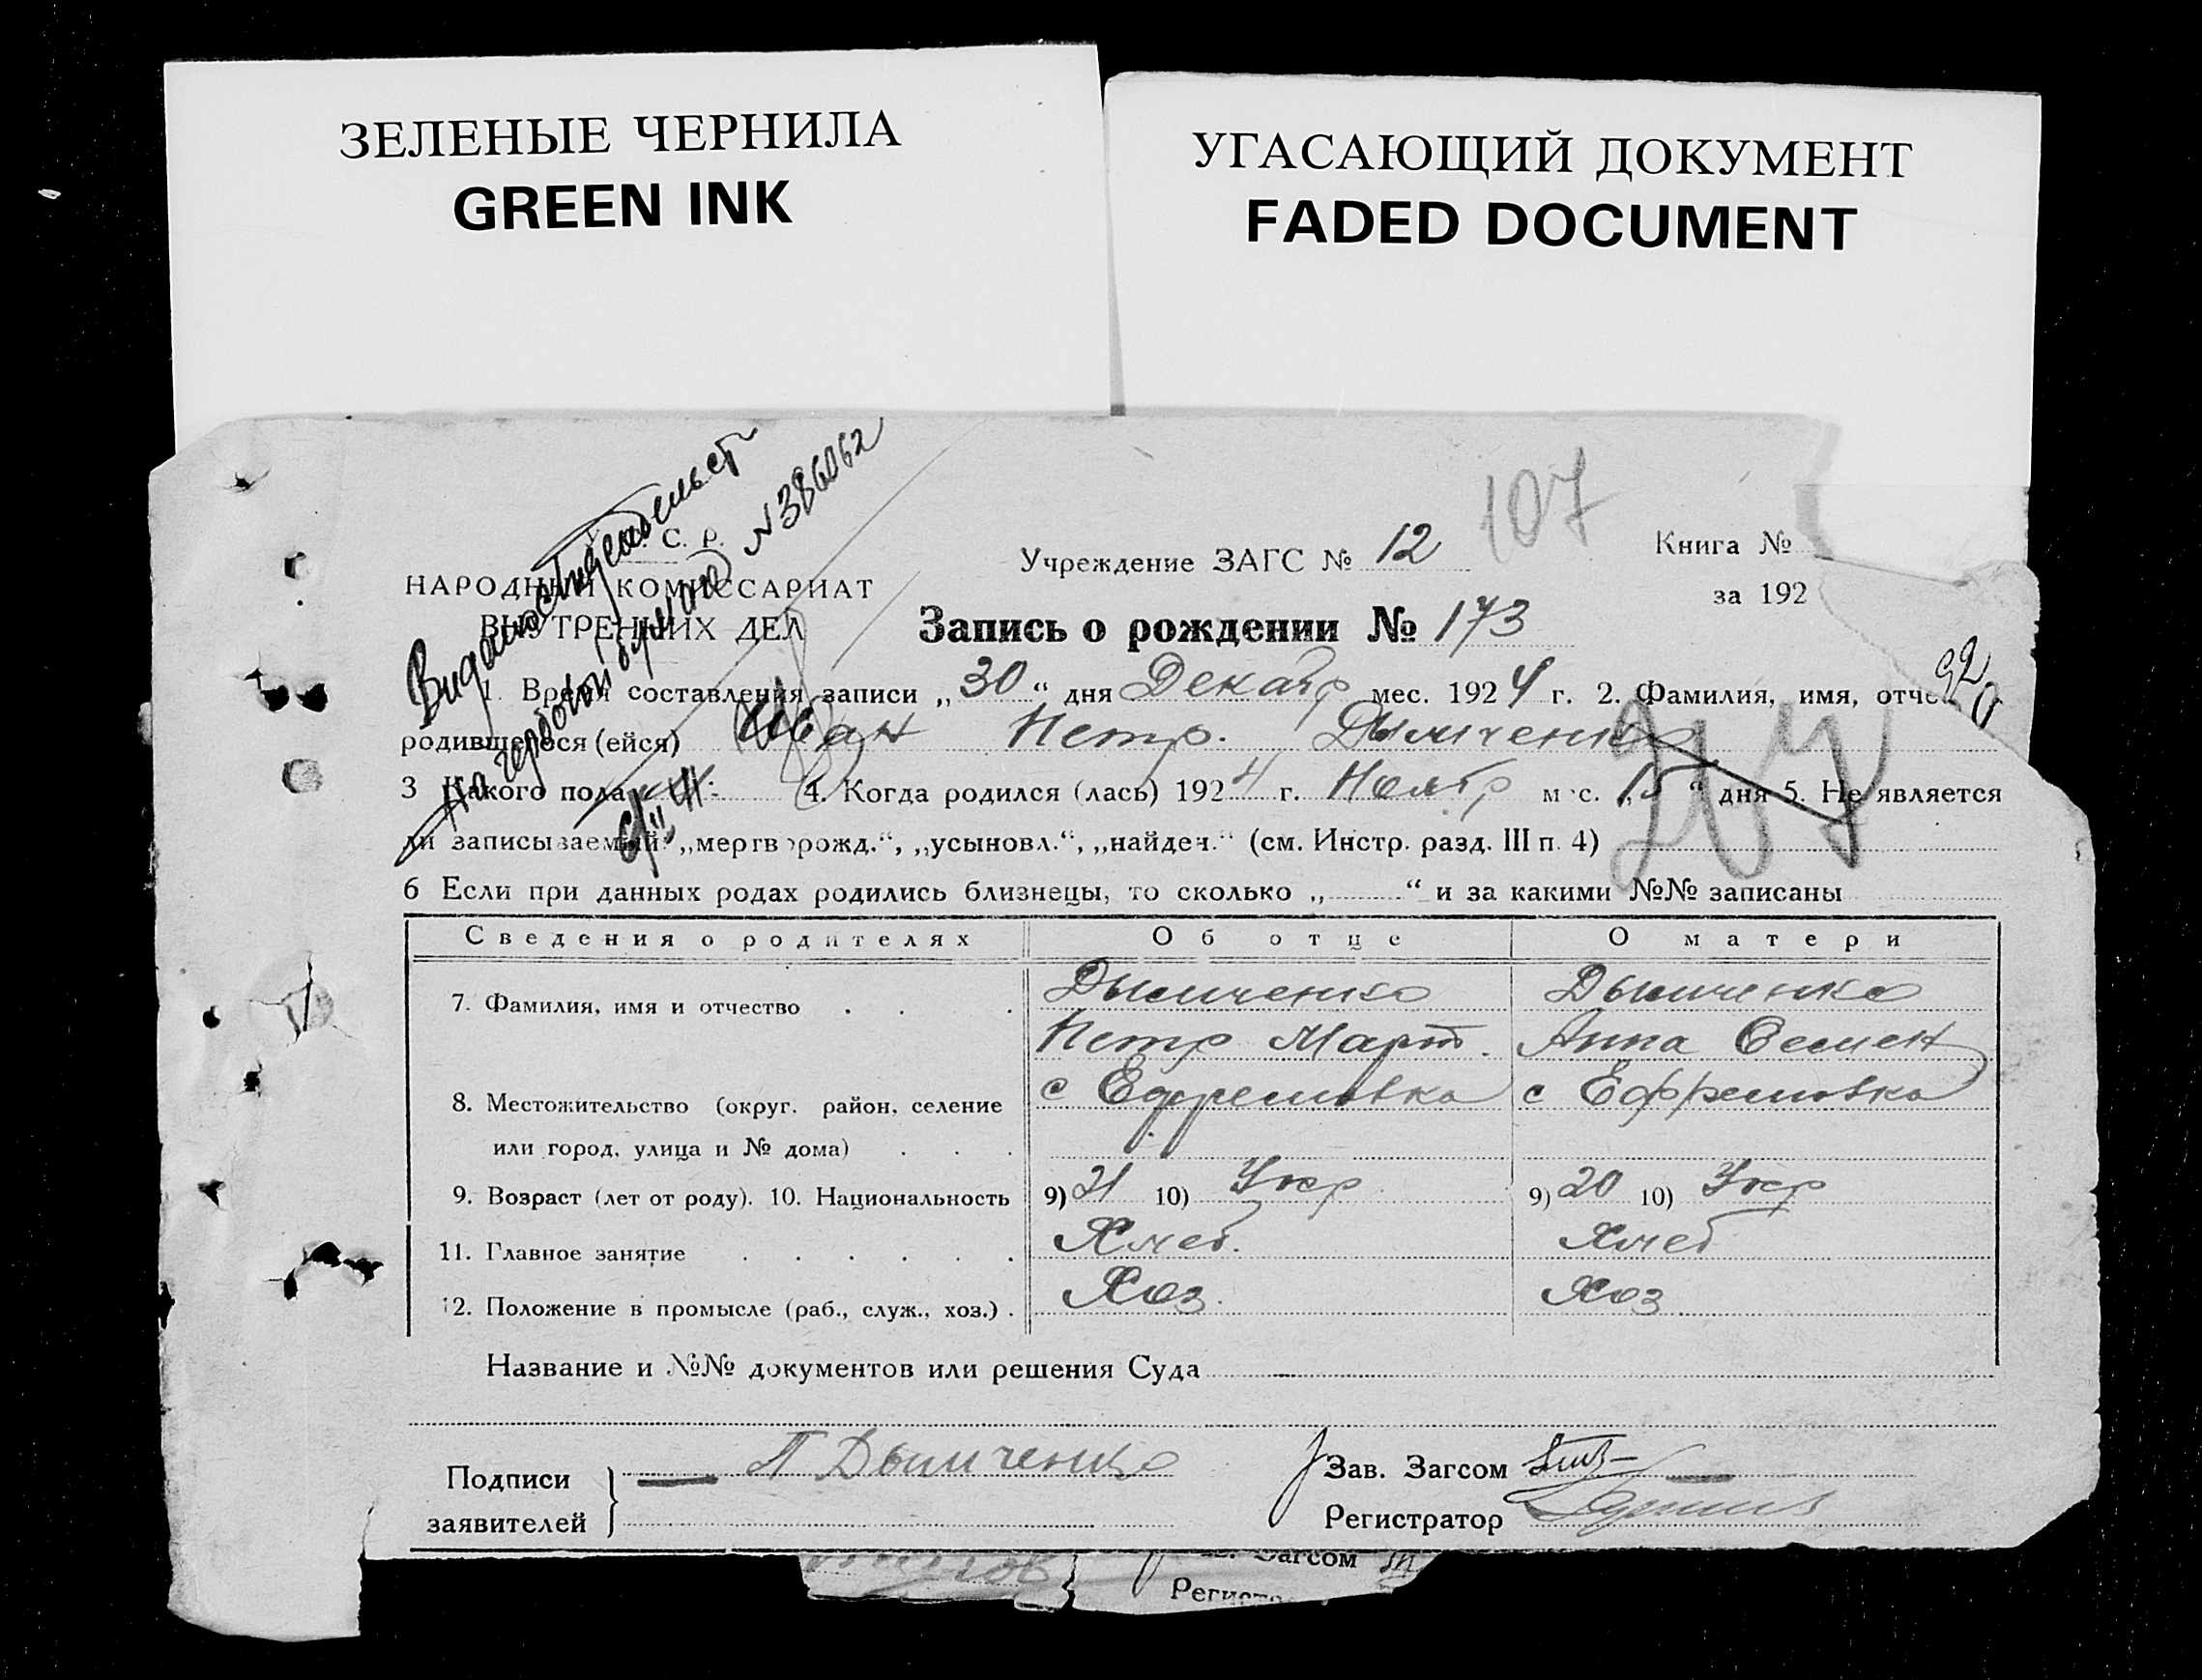 ЗЕЛЕНЫЕ ЧЕРНИЛА
GREEN INK
УГАСАЮЩИЙ ДОКУМЕНТ
FADED DOCUMENT
С. Р.
НАРОДНЫЙ КОМИССАРИАТ
ВНУТРЕННИХ ДЕЛ
N 386062
107
Учреждение ЗАГС № 12
Книга №
за 192
Запись о рождении № 173
1. Время составления записи „30“ дня Декабр мес. 1924 г. 2. Фамилия, имя, отче
родившегося (ейся) Иван Петр. Дымченко
3 Какого пола 4. Когда родился (лась) 1924 г. Ноябр мес. „15“ дня 5. Не является
ли записываемый: „мертворожд.“, „усыновл.“, „найден.“ (см. Инстр. разд. III п. 4)
207
6 Если при данных родах родились близнецы, то сколько „ “ и за какими №№ записаны
Сведения о родителях Об отце О матери
7. Фамилия, имя и отчество Дымченко Дымченко
Петр Март. Анна Семен
8. Местожительство (округ. район, селение с Ефремовка с Ефремовка
или город, улица и № дома)
9. Возраст (лет от роду). 10. Национальность 9) 21 10) Укр 9) 20 10) Укр
11. Главное занятие Хлеб. Хлеб
12. Положение в промысле (раб., служ., хоз.) Хоз. Хоз
Название и №№ документов или решения Суда
Подписи П Дымченко
заявителей
Зав. Загсом
Регистратор
Загсом